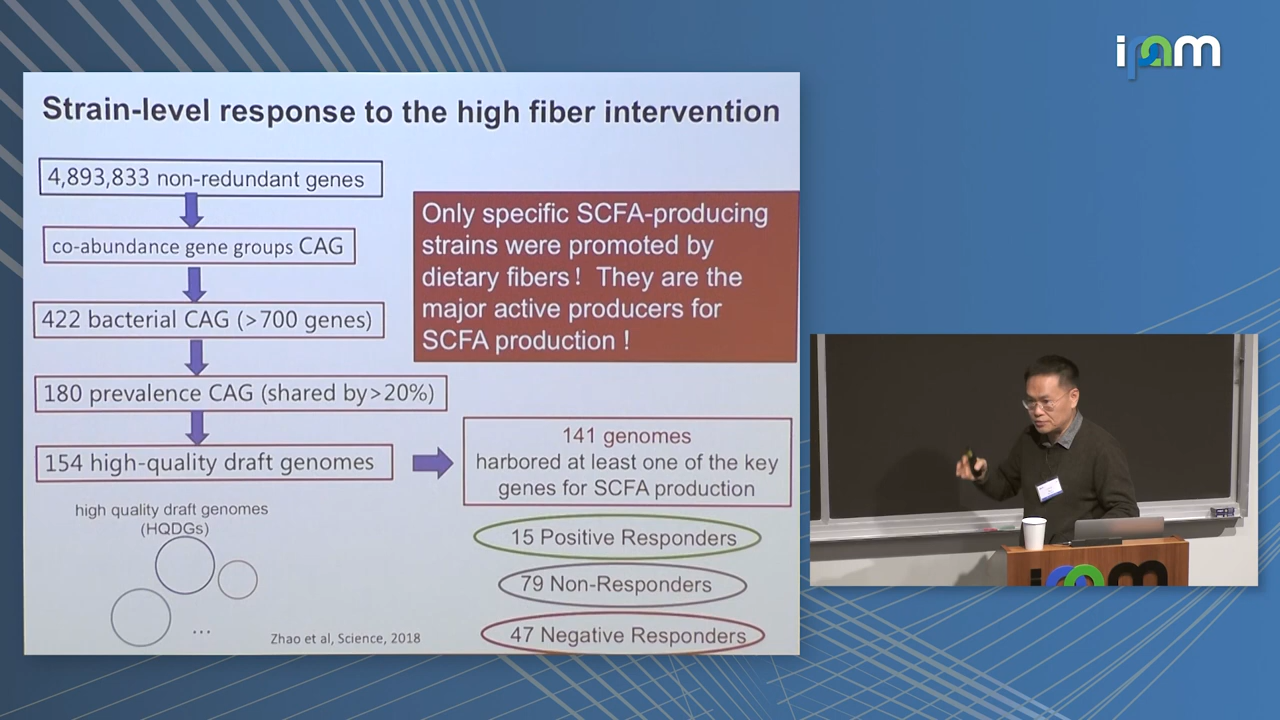 ipam
Strain-level response to the high fiber intervention
4,893,833 non-redundant genes
co-abundance gene groups CAG
422 bacterial CAG (>700 genes)
180 prevalence CAG (shared by>20%)
154 high-quality draft genomes
high quality draft genomes
(HQDGs)
...
Zhao et al, Science, 2018
Only specific SCFA-producing
strains were promoted by
dietary fibers! They are the
major active producers for
SCFA production !
141 genomes
harbored at least one of the key
genes for SCFA production
15 Positive Responders
79 Non-Responders
47 Negative Responders
ipam